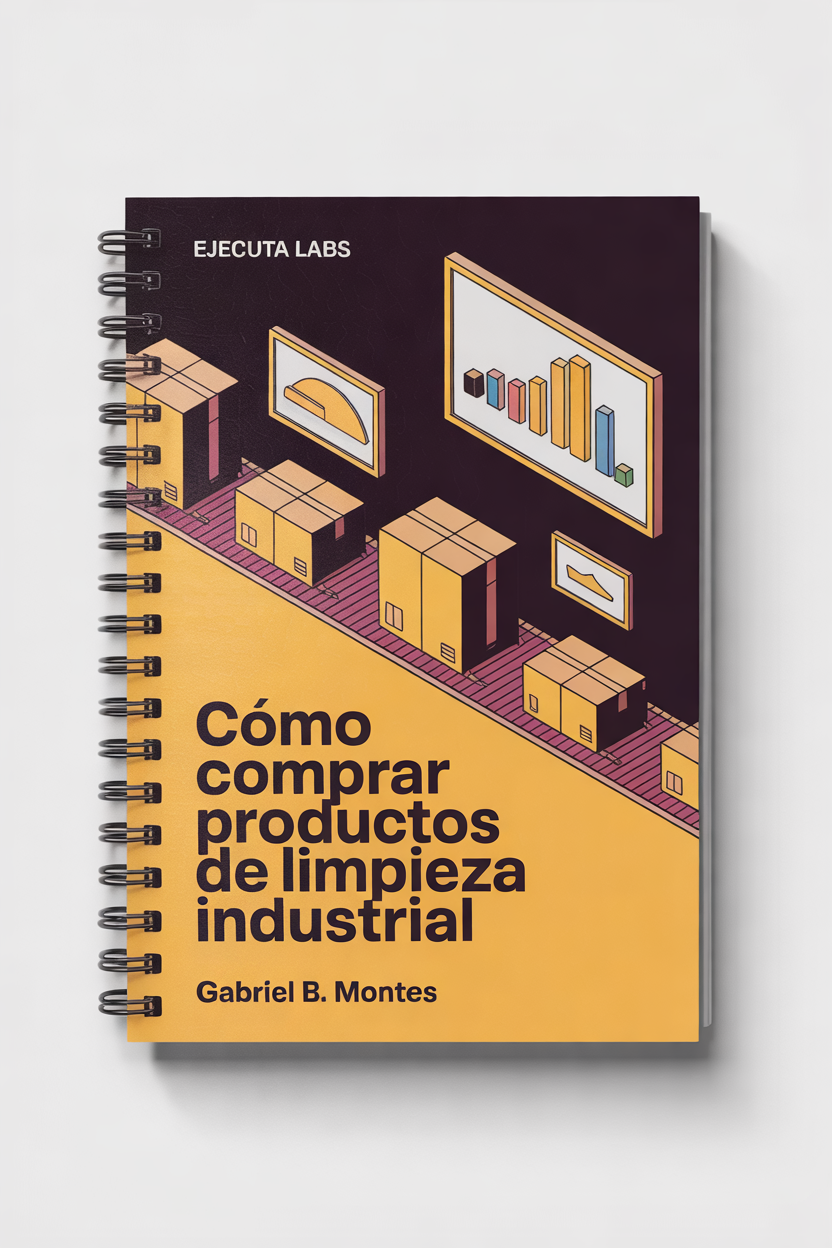 EJECUTA LABS
Cómo
comprar
productos
de limpieza
industrial
Gabriel B. Montes